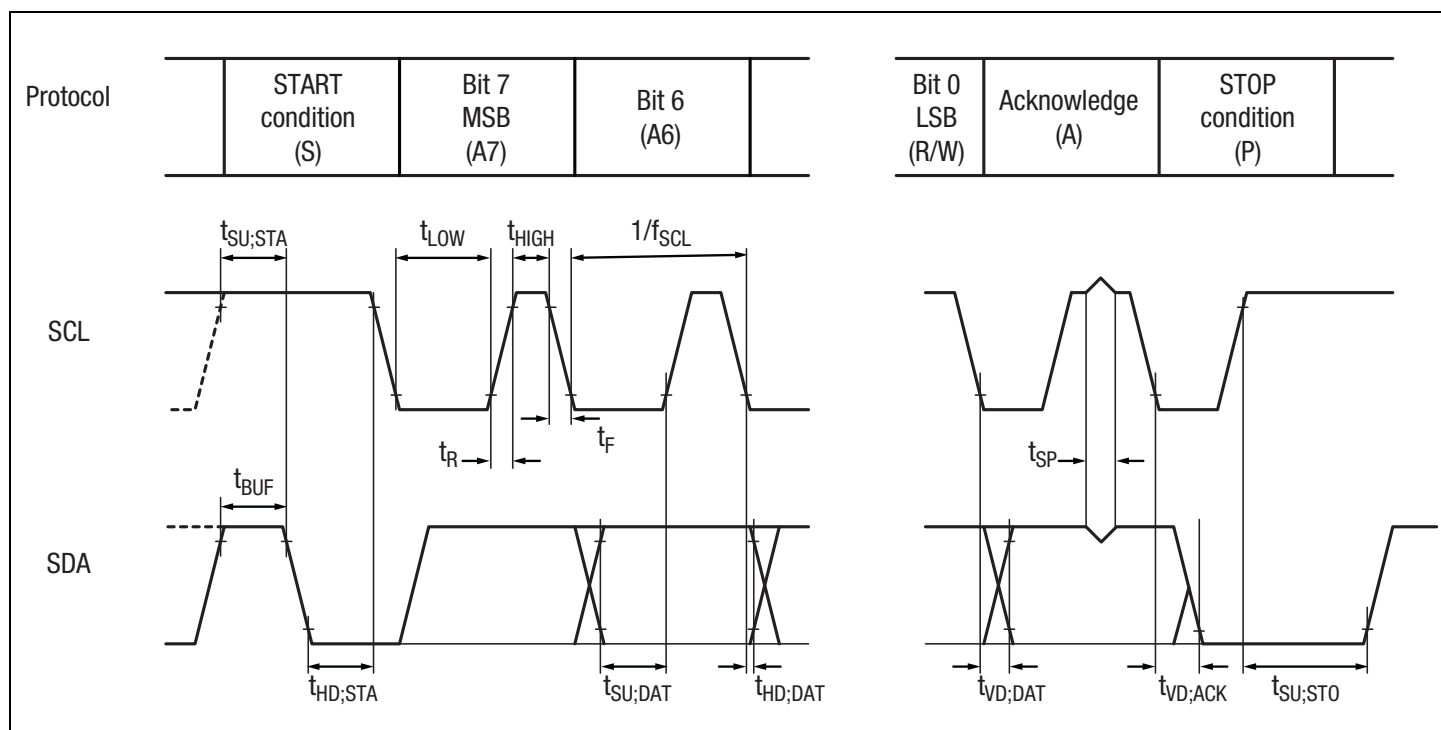 Protocol
START
condition
(S)
Bit 7
MSB
(A7)
Bit 6
(A6)
Bit 0
LSB
(R/W)
Acknowledge
(A)
STOP
condition
(P)
tSU;STA
tLOW
tHIGH
1/fSCL
SCL
tR
tF
tSP
tBUF
SDA
tHD;STA
tSU;DAT
tHD;DAT
tVD;DAT
tVD;ACK
tSU;STO